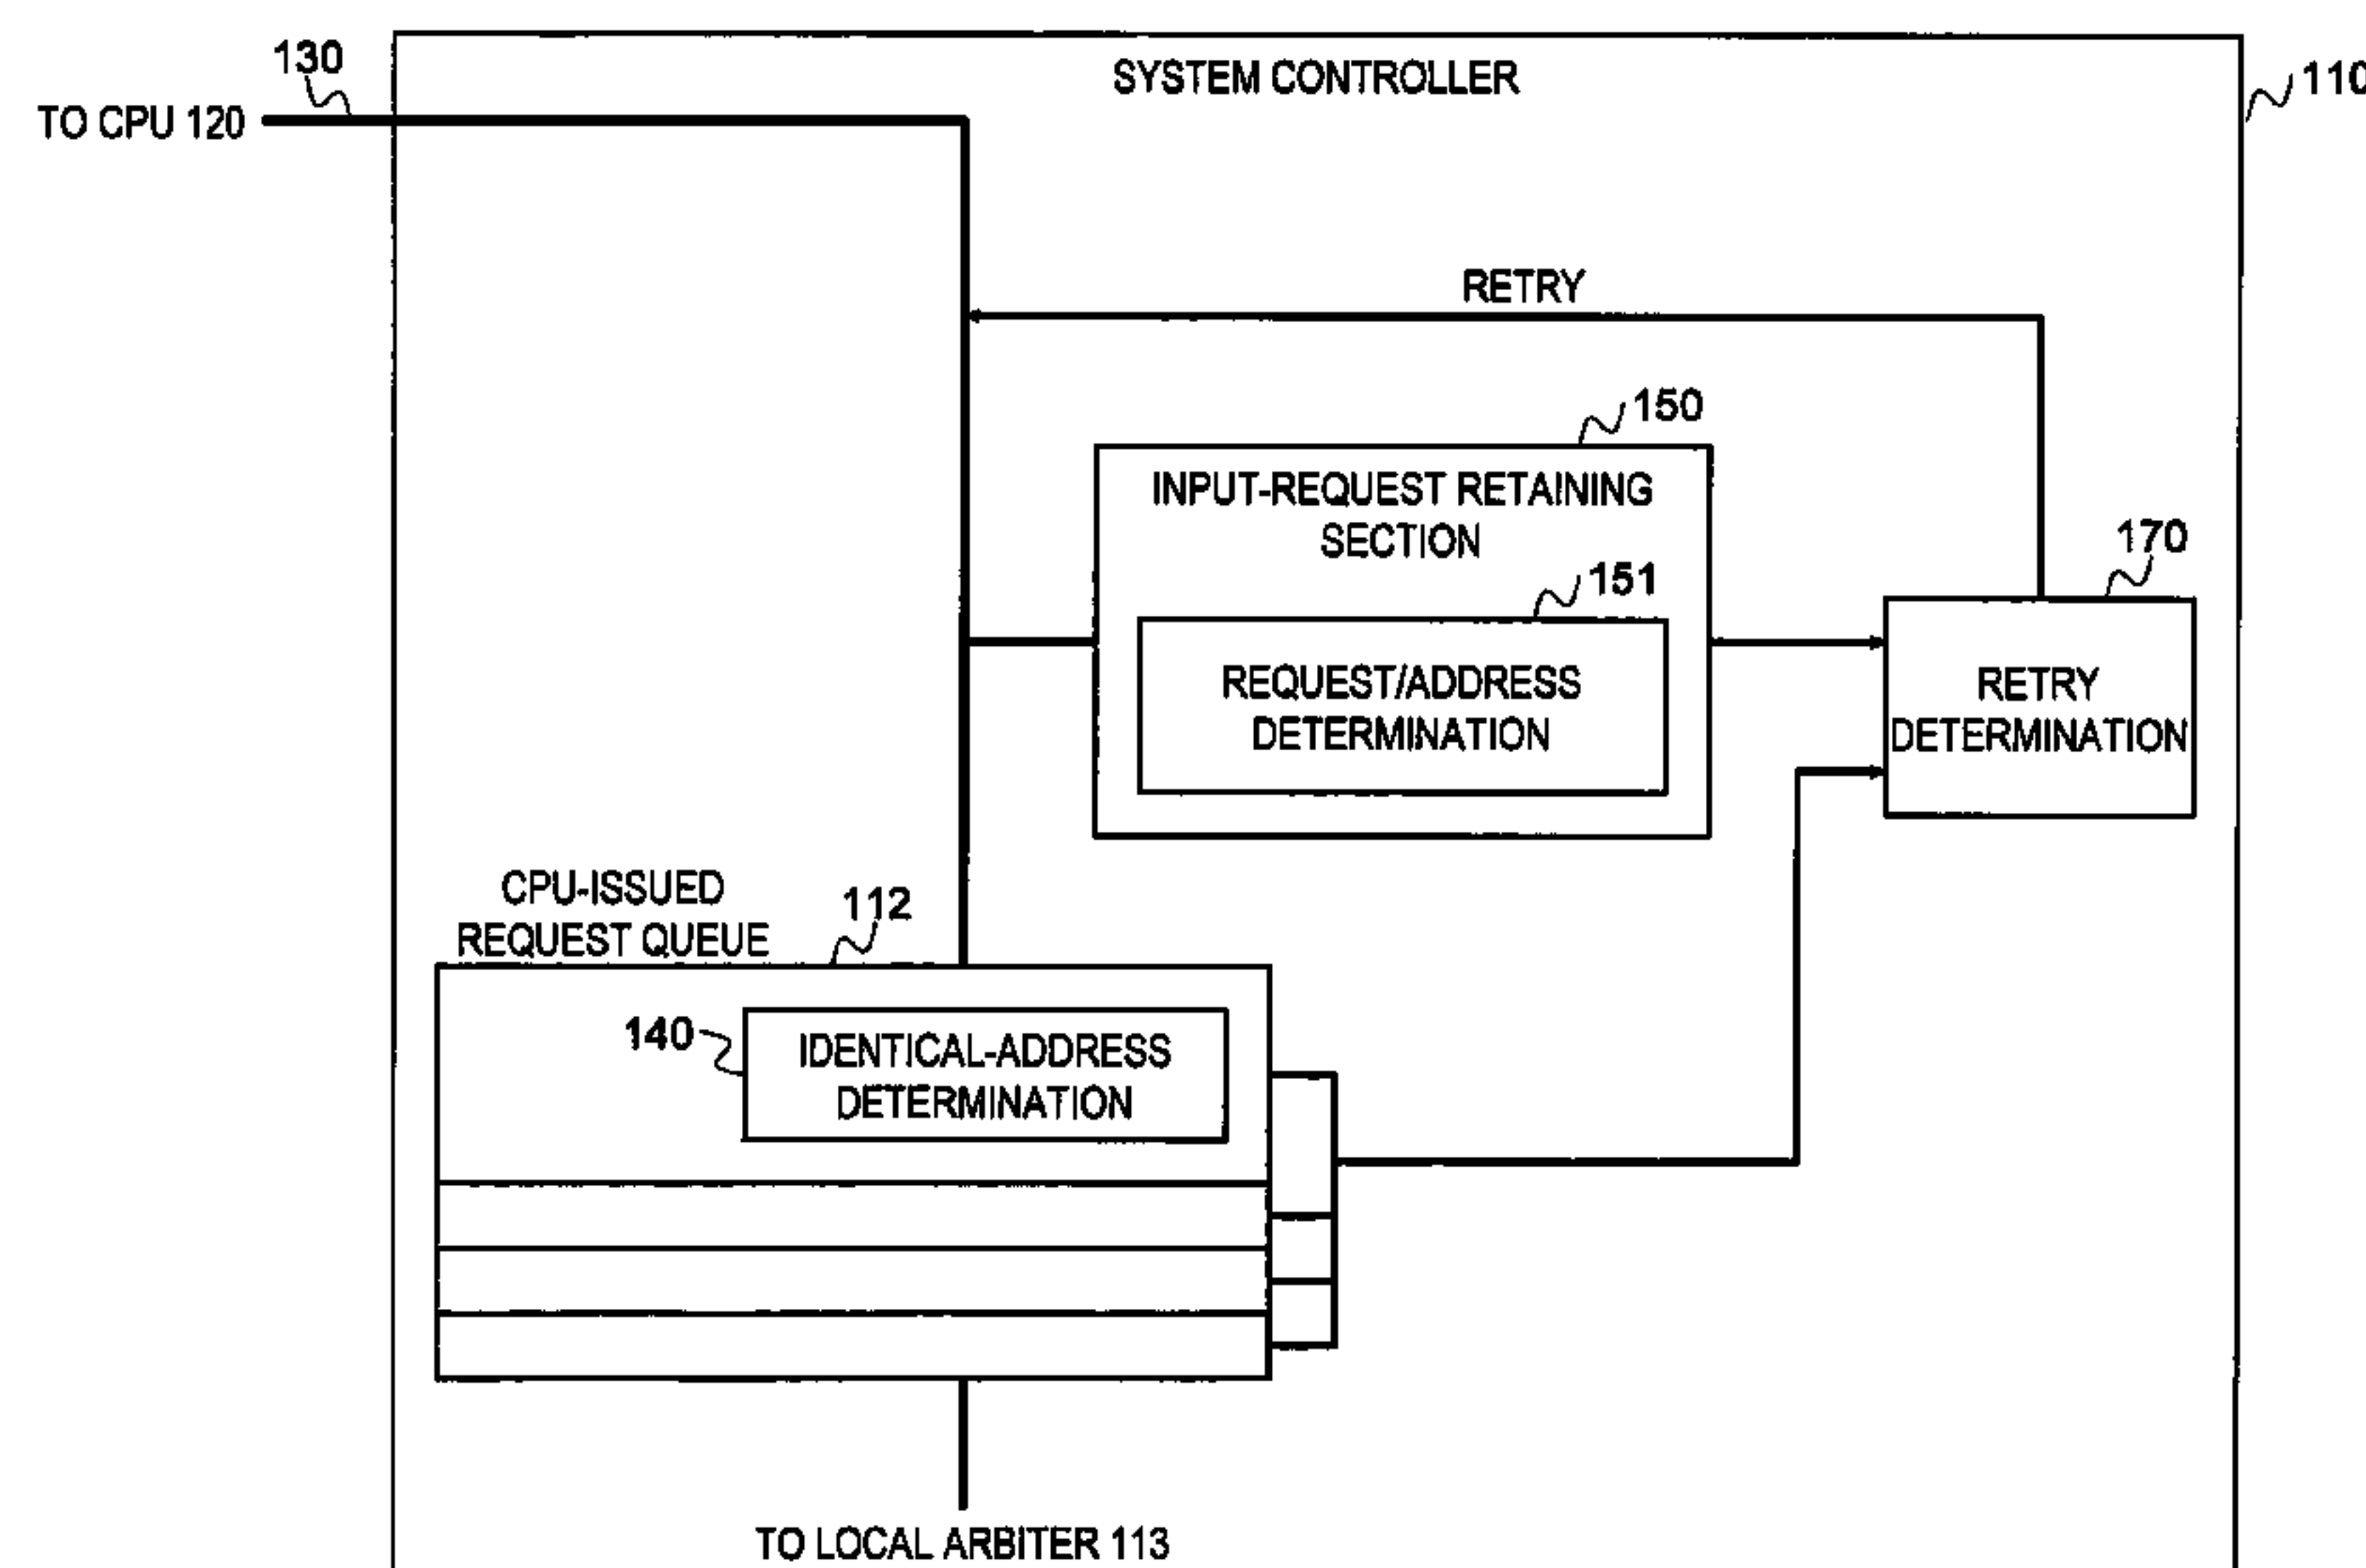 130
SYSTEM CONTROLLER
110
TO CPU 120
RETRY
150
INPUT-REQUEST RETAINING
SECTION
170
151
REQUEST/ADDRESS
DETERMINATION
RETRY
DETERMINATION
CPU-ISSUED
REQUEST QUEUE
112
140
IDENTICAL-ADDRESS
DETERMINATION
TO LOCAL ARBITER 113